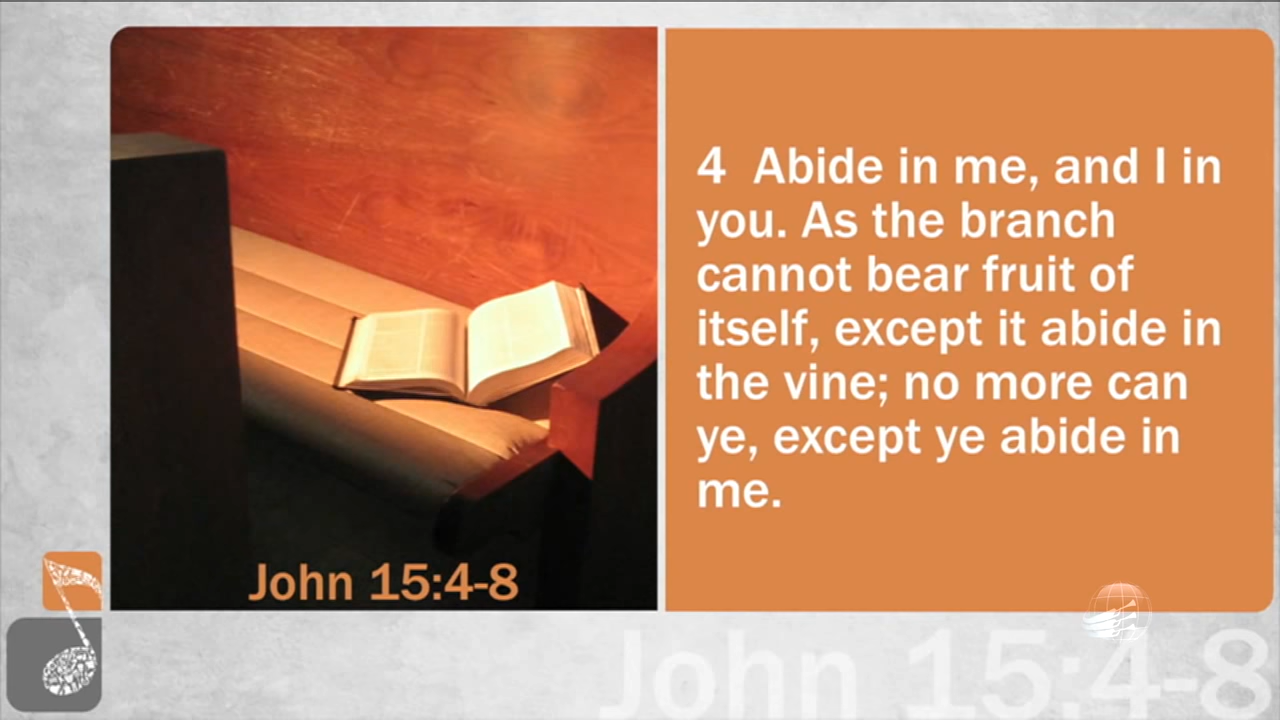 4 Abide in me, and I in
you. As the branch
cannot bear fruit of
itself, except it abide in
the vine; no more can
ye, except ye abide in
me.
John 15:4-8
John 15:4-8